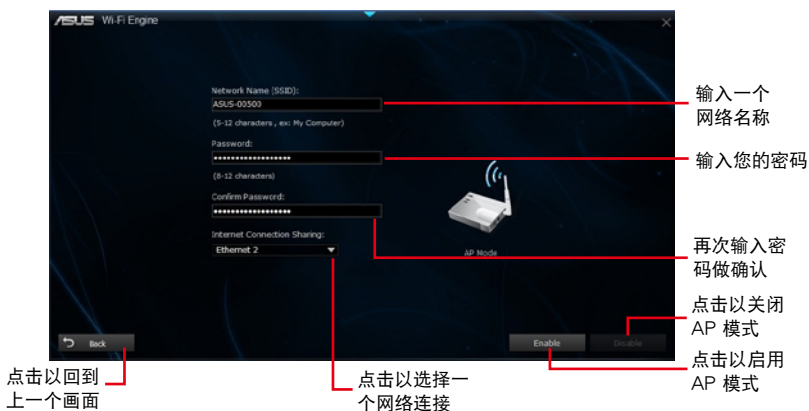 ASUS Wi-Fi Engine
Network Name (SSID):
ASUS-00500
(5-12 characters , ex: My Computer)
Password:
******************
(8-12 characters)
Confirm Password:
******************
Internet Connection Sharing:
Ethernet 2
AP Mode
Back
Enable
Disable
输入一个
网络名称
输入您的密码
再次输入密
码做确认
点击以关闭
AP 模式
点击以启用
AP 模式
点击以回到
上一个画面
点击以选择一
个网络连接